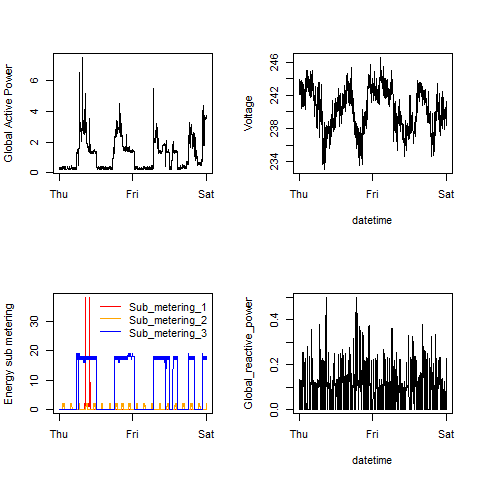 Global Active Power
0 2 4 6
Thu Fri Sat
Voltage
234 238 242 246
Thu Fri Sat
datetime
Energy sub metering
0 10 20 30
Sub_metering_1
Sub_metering_2
Sub_metering_3
Thu Fri Sat
Global_reactive_power
0.0 0.2 0.4
Thu Fri Sat
datetime